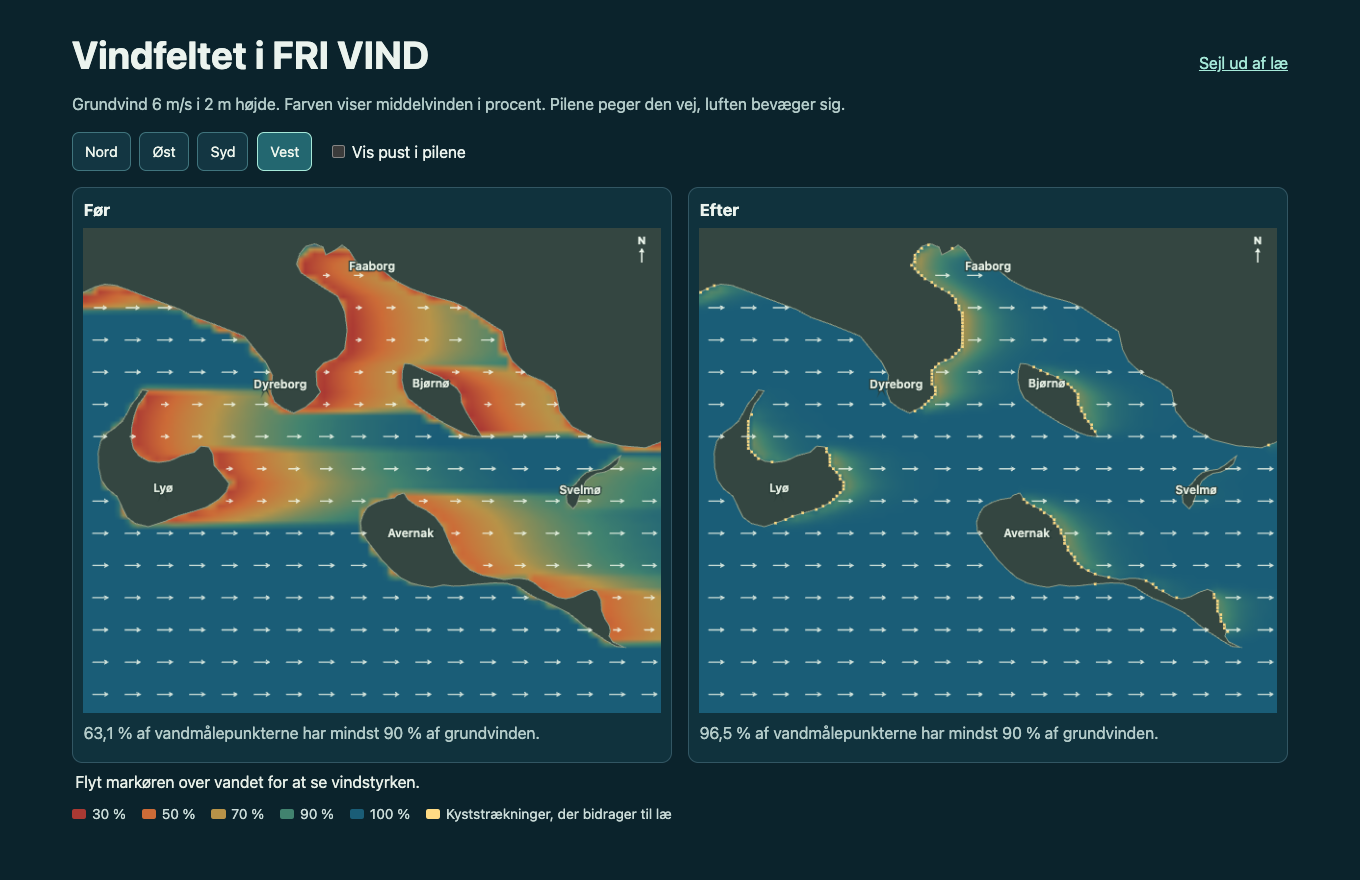 Vindfeltet i FRI VIND
Sejl ud af læ
Grundvind 6 m/s i 2 m højde. Farven viser middelvinden i procent. Pilene peger den vej, luften bevæger sig.
Nord
Øst
Syd
Vest
Vis pust i pilene
Før
N
Faaborg
Dyreborg
Bjørnø
Lyø
Svelmø
Avernak
63,1 % af vandmålepunkterne har mindst 90 % af grundvinden.
Efter
N
Faaborg
Dyreborg
Bjørnø
Lyø
Svelmø
Avernak
96,5 % af vandmålepunkterne har mindst 90 % af grundvinden.
Flyt markøren over vandet for at se vindstyrken.
30 %
50 %
70 %
90 %
100 %
Kyststrækninger, der bidrager til læ